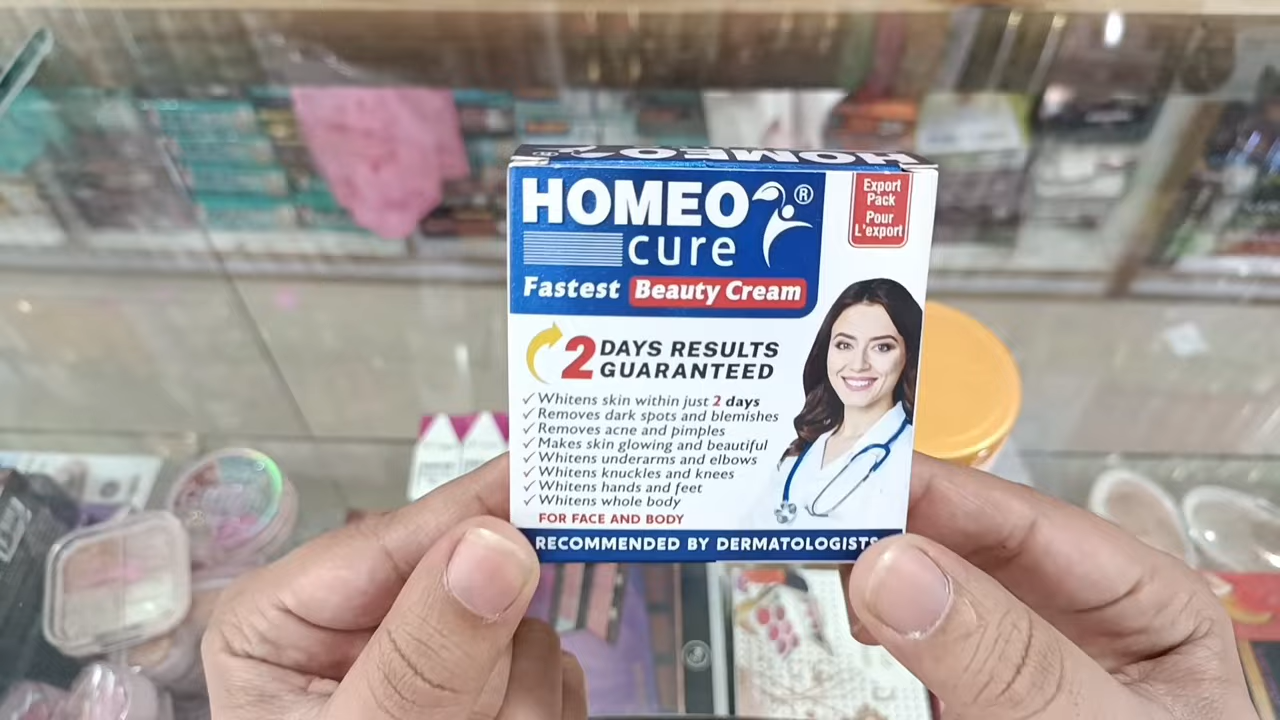 HOMEO
HOMEO
HOMEO®
cure
Fastest Beauty Cream
Export
Pack
Pour
L'export
2 DAYS RESULTS
GUARANTEED
✓ Whitens skin within just 2 days
✓ Removes dark spots and blemishes
✓ Removes acne and pimples
✓ Makes skin glowing and beautiful
✓ Whitens underarms and elbows
✓ Whitens knuckles and knees
✓ Whitens hands and feet
✓ Whitens whole body
FOR FACE AND BODY
RECOMMENDED BY DERMATOLOGISTS